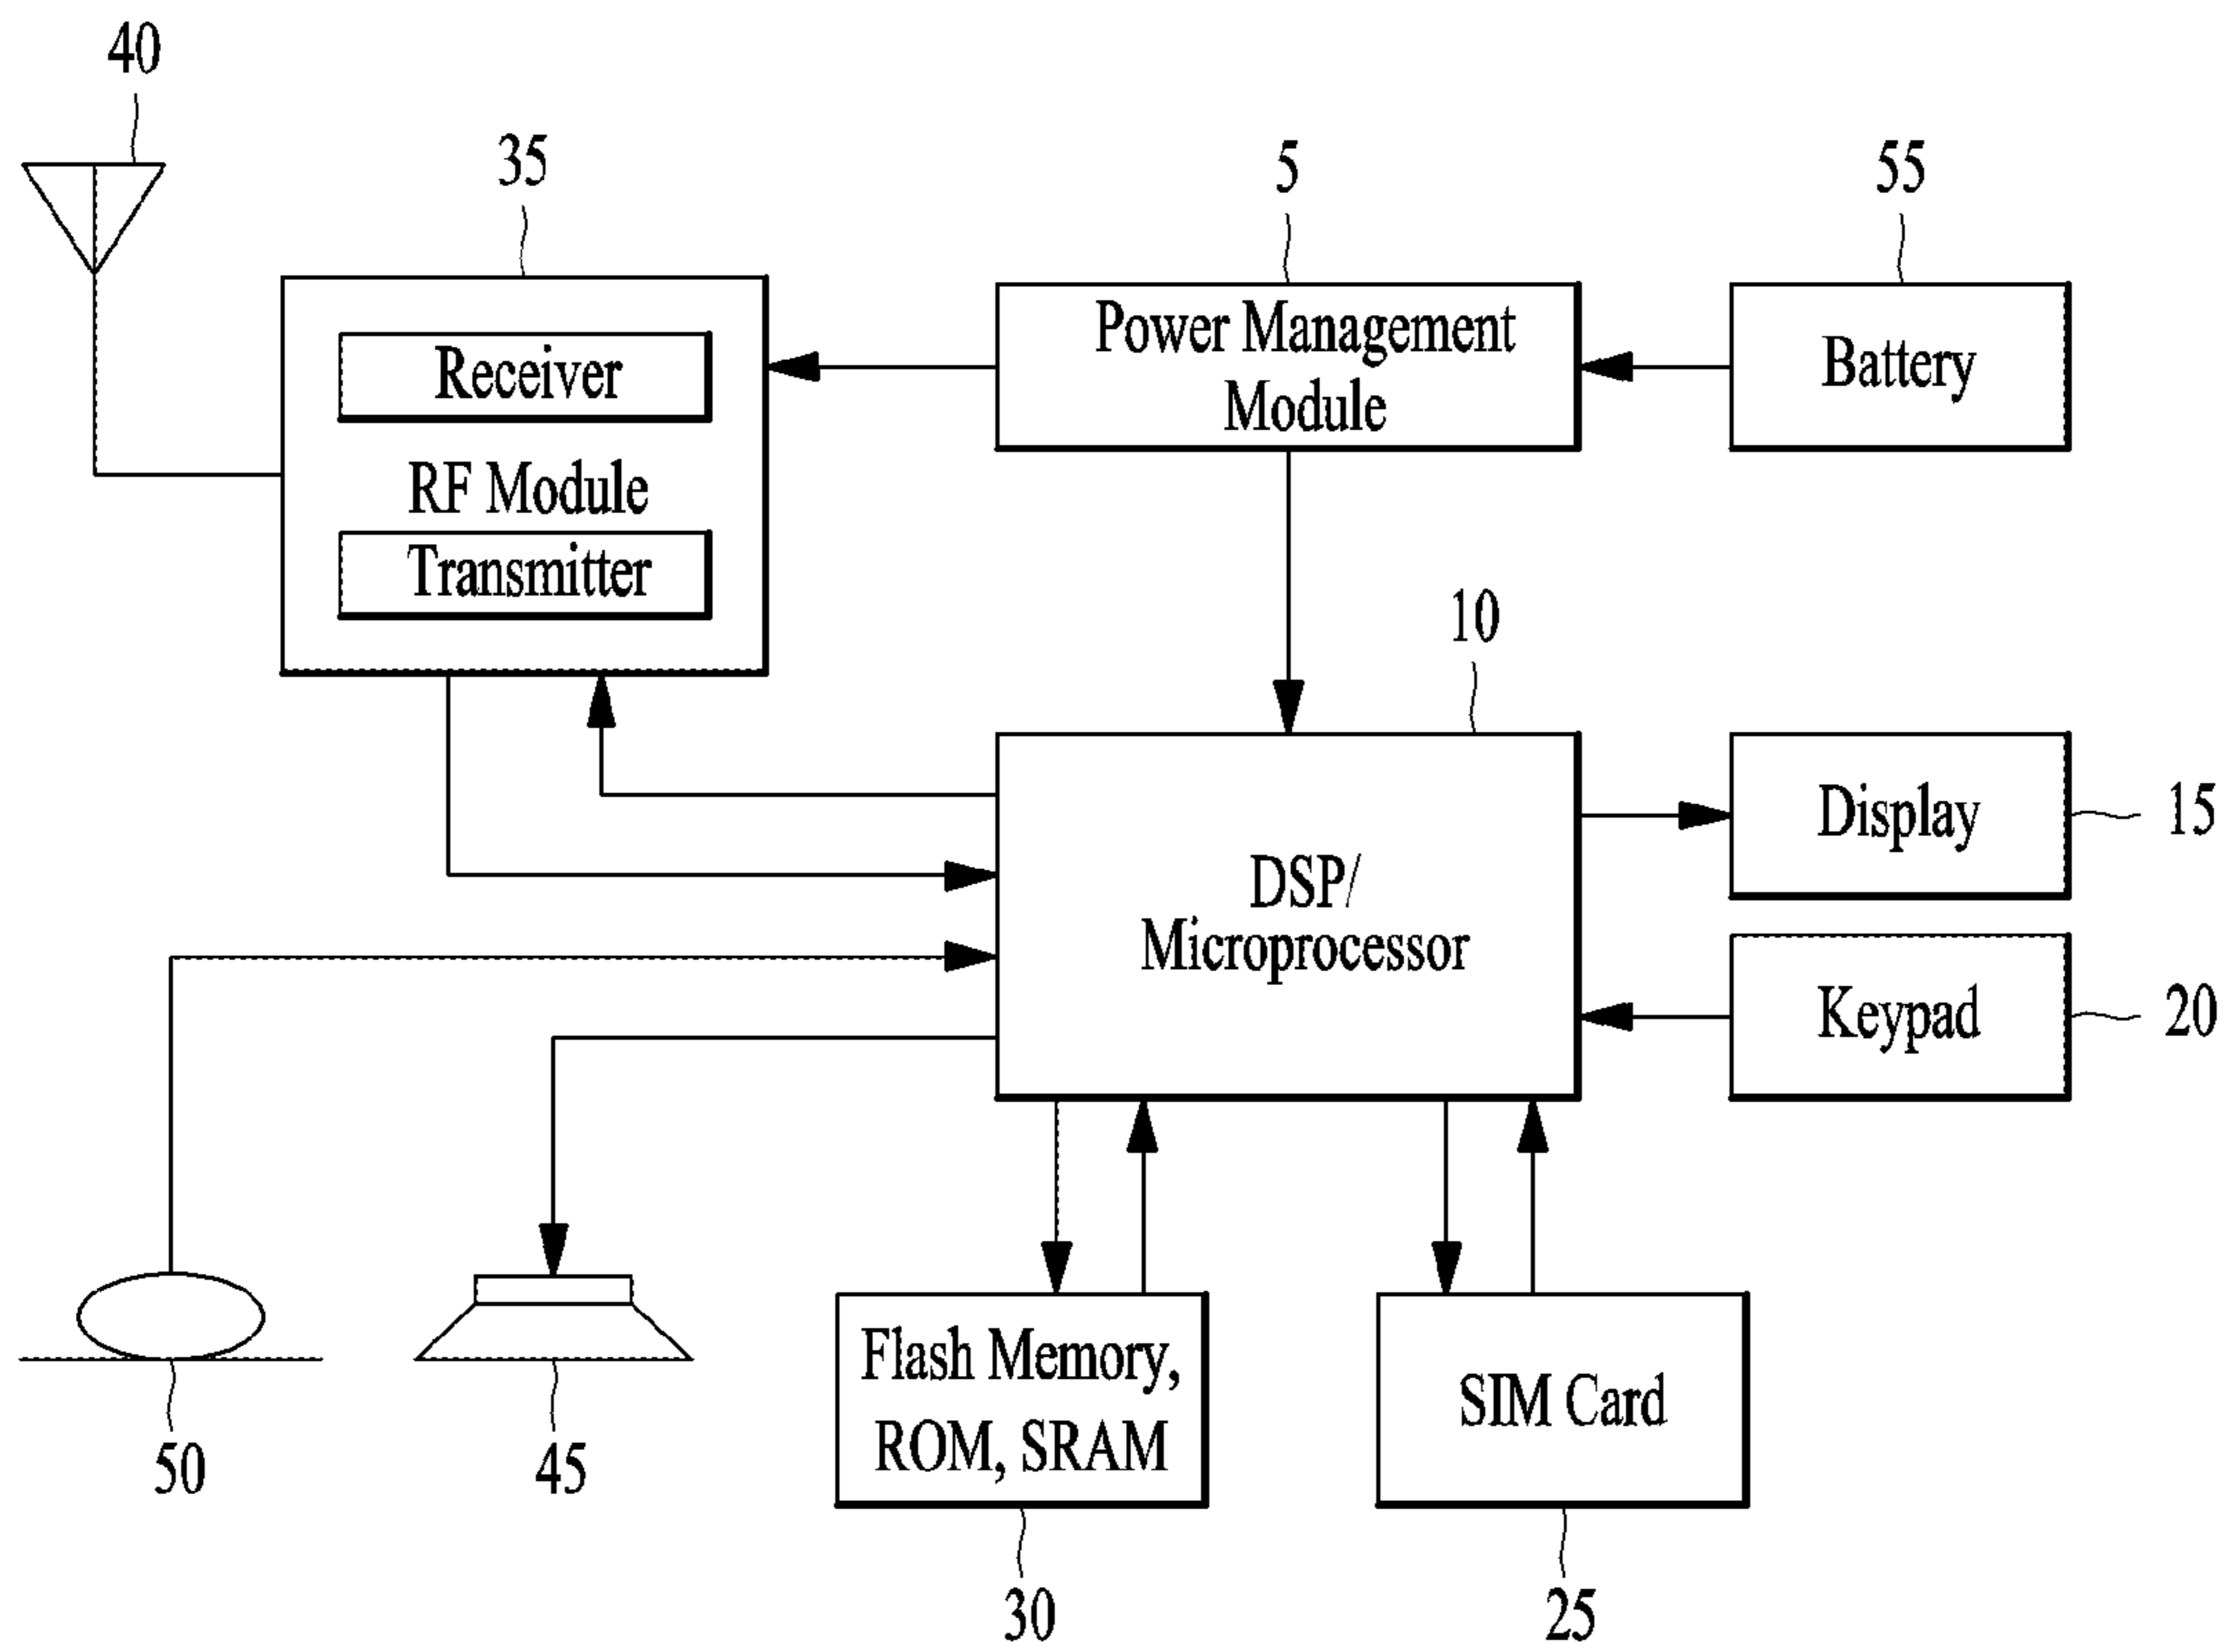 40
35
5
55
Receiver
RF Module
Transmitter
Power Management
Module
Battery
10
DSP/
Microprocessor
Display
15
Keypad
20
50
45
Flash Memory,
ROM, SRAM
30
SIM Card
25